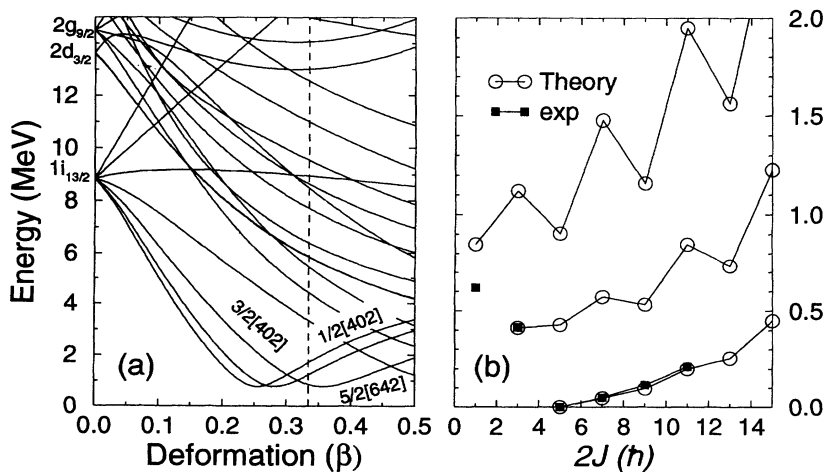 2g9/2
2d3/2
12
10
1i13/2
8
6
4
2
0
Energy (MeV)
3/2[402]
1/2[402]
5/2[642]
(a)
0.0 0.1 0.2 0.3 0.4 0.5
Deformation (β)
Theory
exp
(b)
2.0
1.5
1.0
0.5
0.0
0 2 4 6 8 10 12 14
2J (ħ)